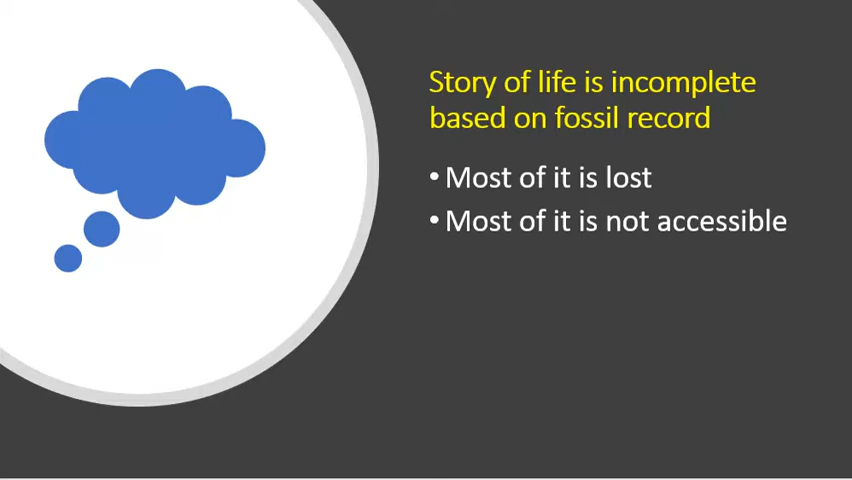 Story of life is incomplete
based on fossil record
• Most of it is lost
• Most of it is not accessible